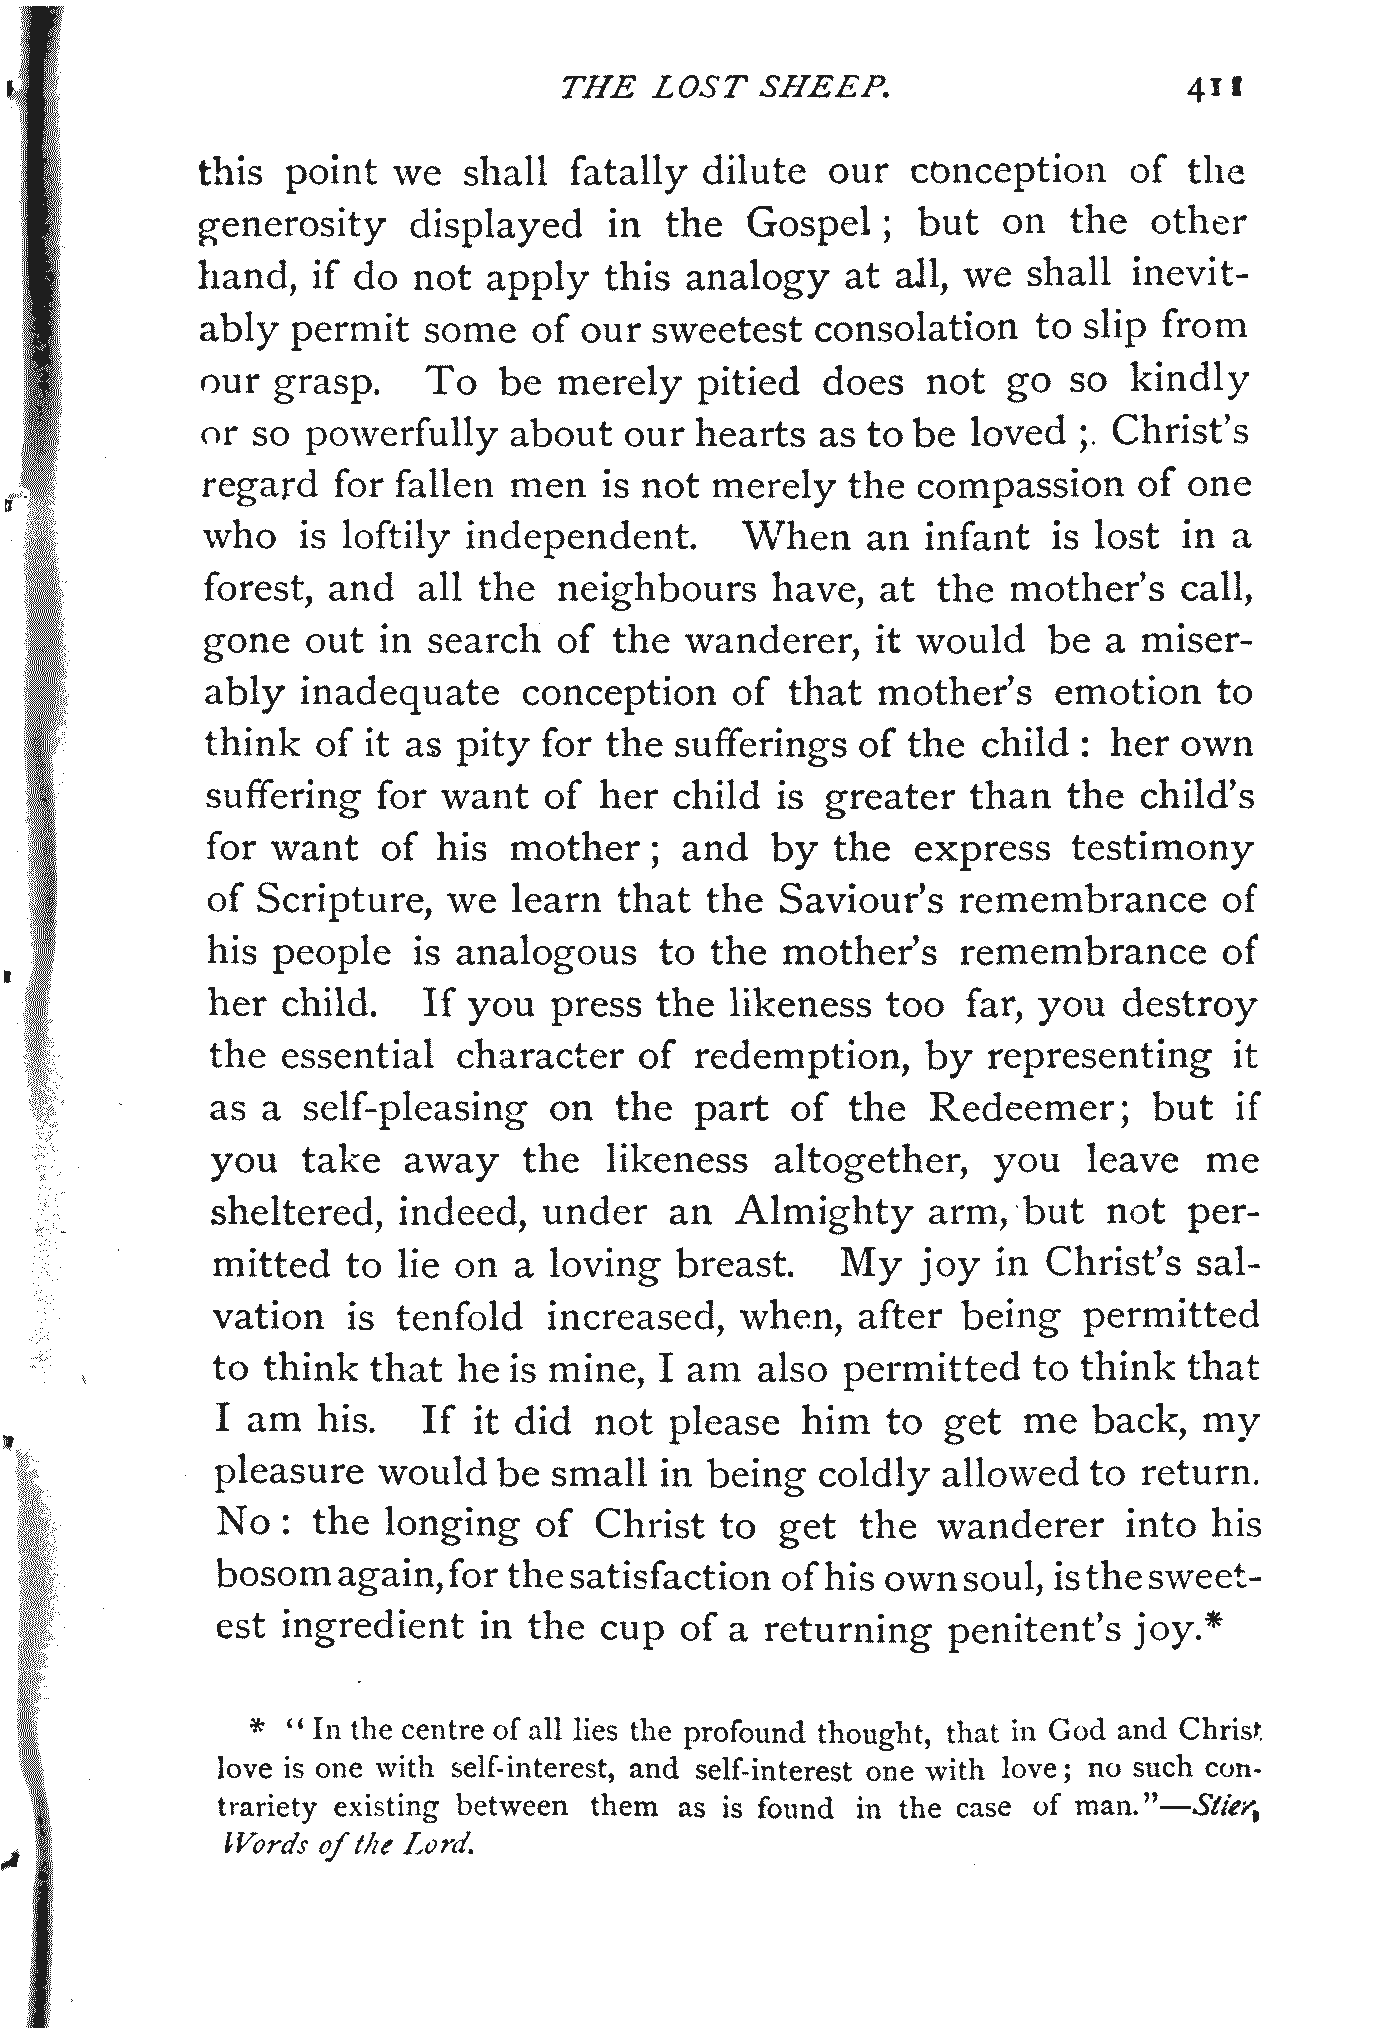 THE LOST SHEEP. 411
this point we shall fatally dilute our conception of the
generosity displayed in the Gospel ; but on the other
hand, if do not apply this analogy at all, we shall inevit-
ably permit some of our sweetest consolation to slip from
our grasp. To be merely pitied does not go so kindly
or so powerfully about our hearts as to be loved ;. Christ's
regard for fallen men is not merely the compassion of one
who is loftily independent. When an infant is lost in a
forest, and all the neighbours have, at the mother's call,
gone out in search of the wanderer, it would be a miser-
ably inadequate conception of that mother's emotion to
think of it as pity for the sufferings of the child : her own
suffering for want of her child is greater than the child's
for want of his mother ; and by the express testimony
of Scripture, we learn that the Saviour's remembrance of
his people is analogous to the mother's remembrance of
her child. If you press the likeness too far, you destroy
the essential character of redemption, by representing it
as a self-pleasing on the part of the Redeemer; but if
you take away the likeness altogether, you leave me
sheltered, indeed, under an Almighty arm, but not per-
mitted to lie on a loving breast. My joy in Christ's sal-
vation is tenfold increased, when, after being permitted
to think that he is mine, I am also permitted to think that
I am his. If it did not please him to get me back, my
pleasure would be small in being coldly allowed to return.
No : the longing of Christ to get the wanderer into his
bosom again, for the satisfaction of his own soul, is the sweet-
est ingredient in the cup of a returning penitent's joy.*
* "In the centre of all lies the profound thought, that in God and Christ
love is one with self-interest, and self-interest one with love; no such con-
trariety existing between them as is found in the case of man."—Stier,
Words of the Lord.